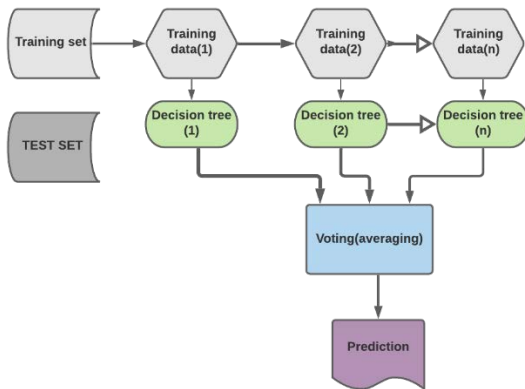 Training set
Training
data(1)
Training
data(2)
Training
data(n)
TEST SET
Decision tree
(1)
Decision tree
(2)
Decision tree
(n)
Voting(averaging)
Prediction